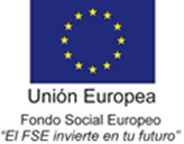 Unión Europea
Fondo Social Europeo
“El FSE invierte en tu futuro”